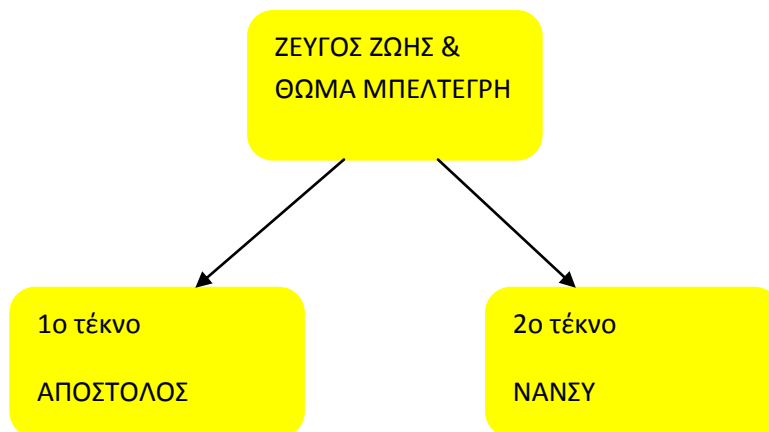 ΖΕΥΓΟΣ ΖΩΗΣ &
ΘΩΜΑ ΜΠΕΛΤΕΓΡΗ
1ο τέκνο
ΑΠΟΣΤΟΛΟΣ
2ο τέκνο
ΝΑΝΣΥ